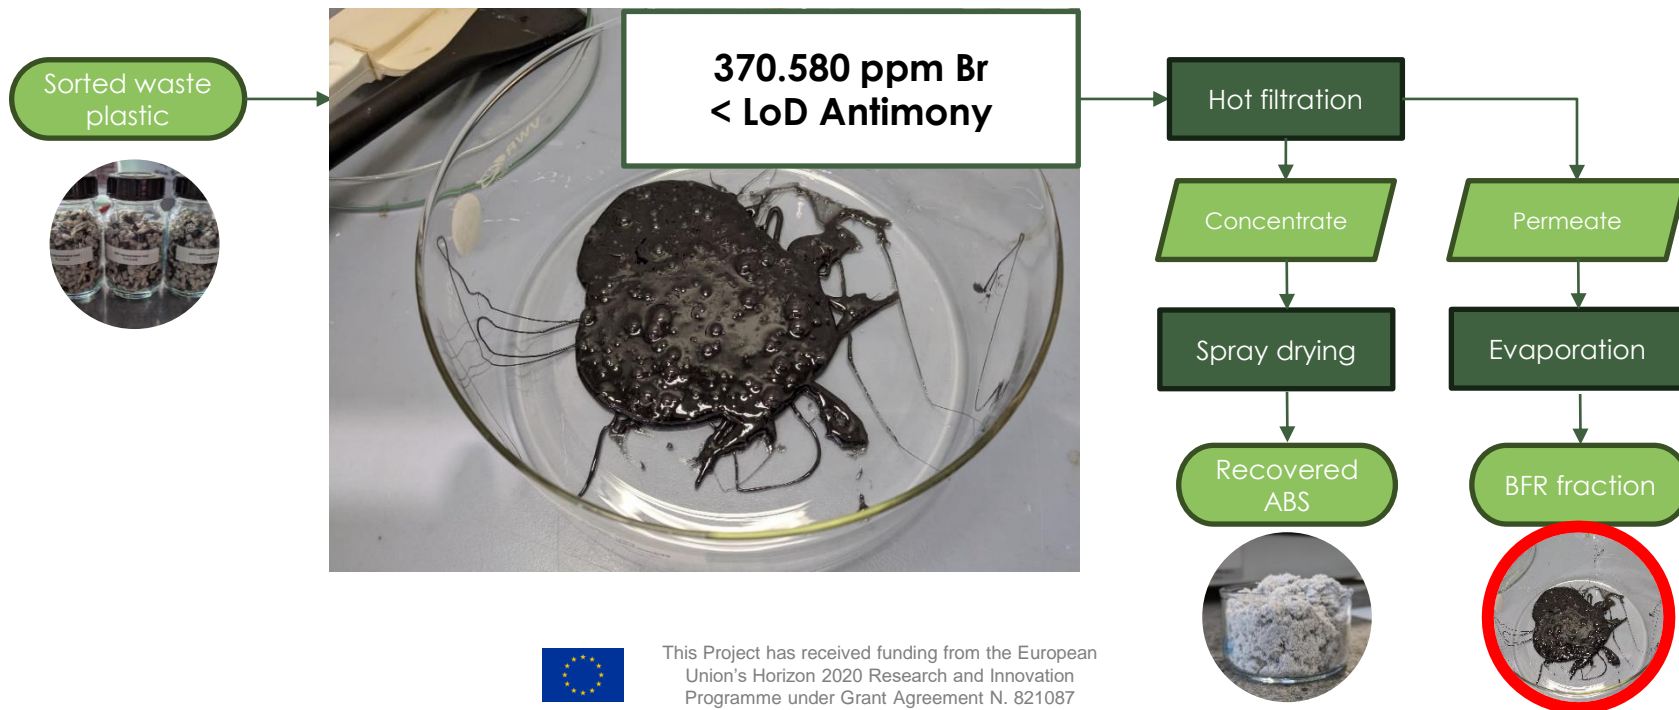 Sorted waste
plastic
370.580 ppm Br
< LoD Antimony
VWR
Hot filtration
Concentrate
Permeate
Spray drying
Evaporation
Recovered
ABS
BFR fraction
This Project has received funding from the European
Union's Horizon 2020 Research and Innovation
Programme under Grant Agreement N. 821087